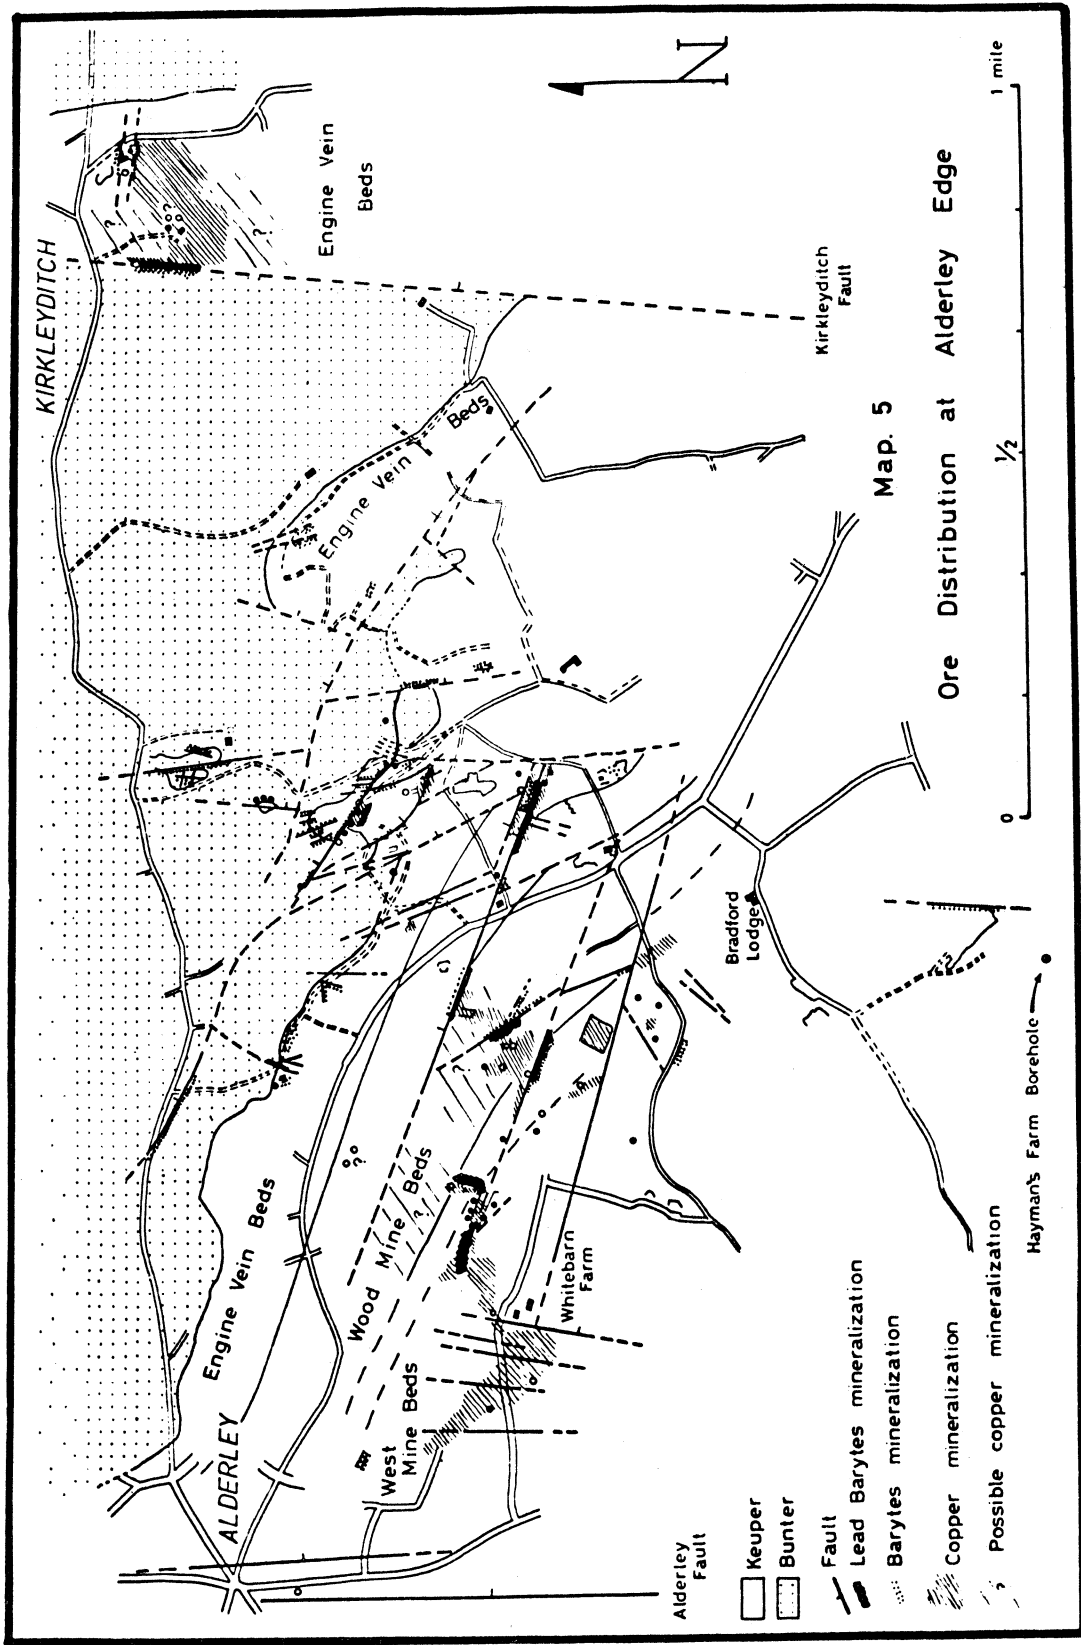 KIRKLEYDITCH
N
Engine Vein
Beds
Kirkleyditch
Fault
Engine Vein Beds
Engine Vein Beds
ALDERLEY
Wood Mine Beds
West
Mine Beds
Whitebarn
Farm
Bradford
Lodge
Alderley
Fault
Hayman's Farm Borehole
Map. 5
Ore Distribution at Alderley Edge
0 1/2 1 mile
Keuper
Bunter
Fault
Lead Barytes mineralization
Barytes mineralization
Copper mineralization
? Possible copper mineralization
?
?
?
?
?